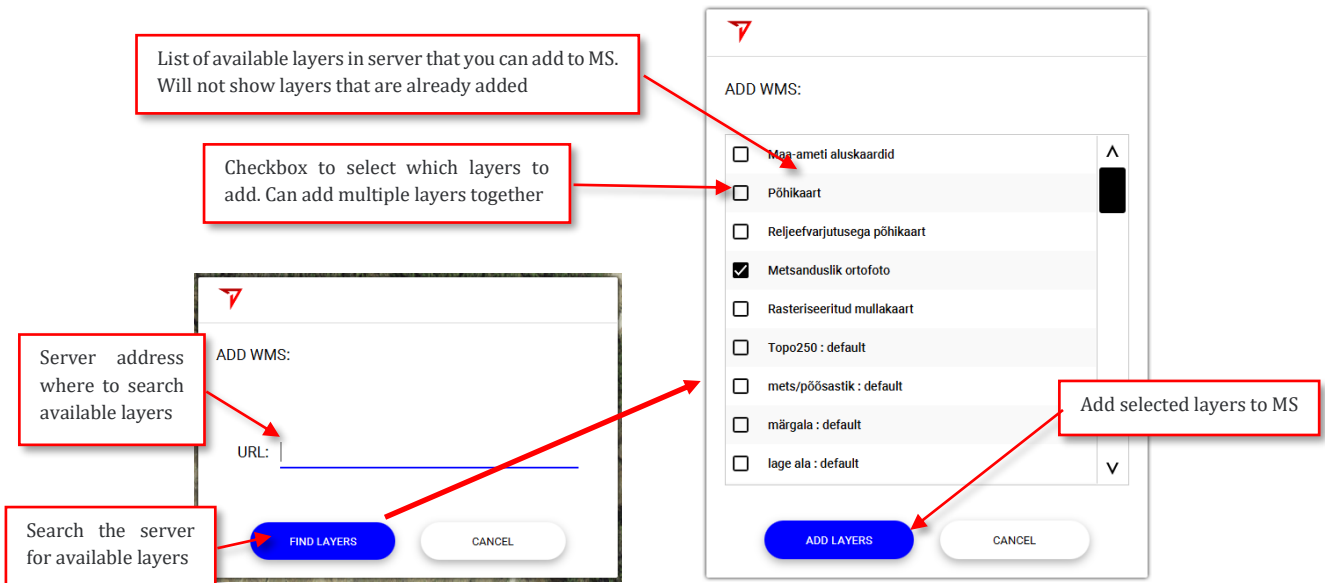 List of available layers in server that you can add to MS.
Will not show layers that are already added
Checkbox to select which layers to
add. Can add multiple layers together
Server address
where to search
available layers
Search the server
for available layers
ADD WMS:
URL:
FIND LAYERS
CANCEL
ADD WMS:
Maa-ameti aluskaardid
Põhikaart
Reljeefvarjutusega põhikaart
Metsanduslik ortofoto
Rasteriseeritud mullakaart
Topo250 : default
mets/põõsastik : default
märgala : default
lage ala : default
ADD LAYERS
CANCEL
Add selected layers to MS